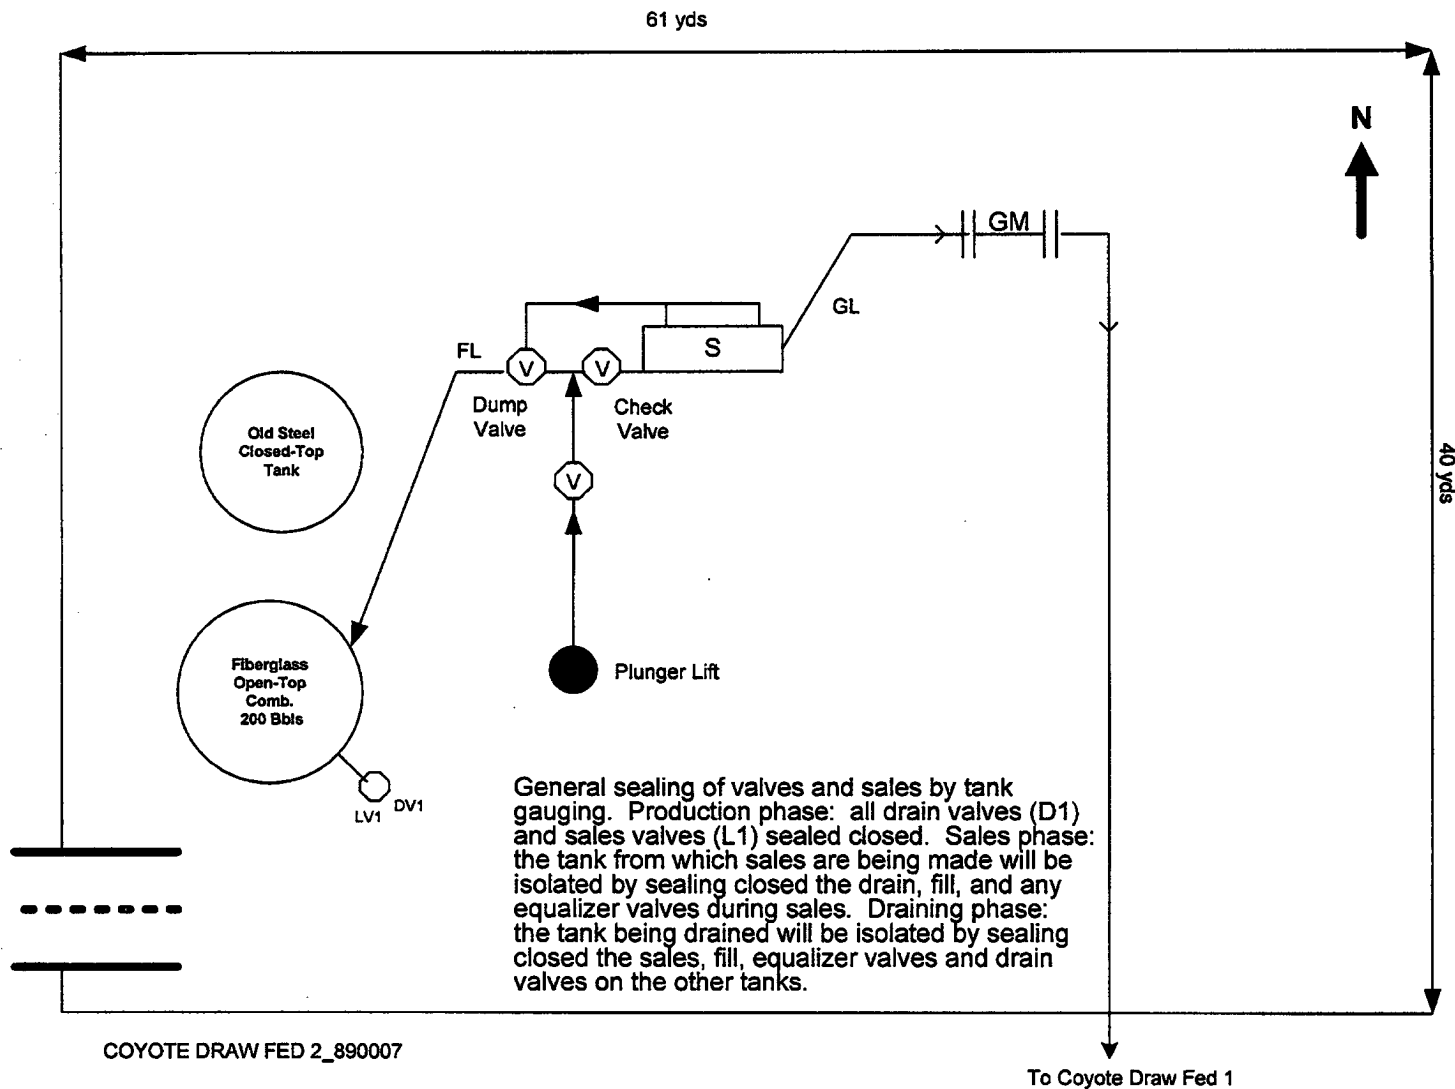 61 yds
N
GM
GL
S
FL
V
V
Dump
Valve
Check
Valve
40 yds
Old Steel
Closed-Top
Tank
V
Fiberglass
Open-Top
Comb.
200 Bbls
Plunger Lift
LV1
DV1
General sealing of valves and sales by tank
gauging. Production phase: all drain valves (D1)
and sales valves (L1) sealed closed. Sales phase:
the tank from which sales are being made will be
isolated by sealing closed the drain, fill, and any
equalizer valves during sales. Draining phase:
the tank being drained will be isolated by sealing
closed the sales, fill, equalizer valves and drain
valves on the other tanks.
COYOTE DRAW FED 2_890007
To Coyote Draw Fed 1